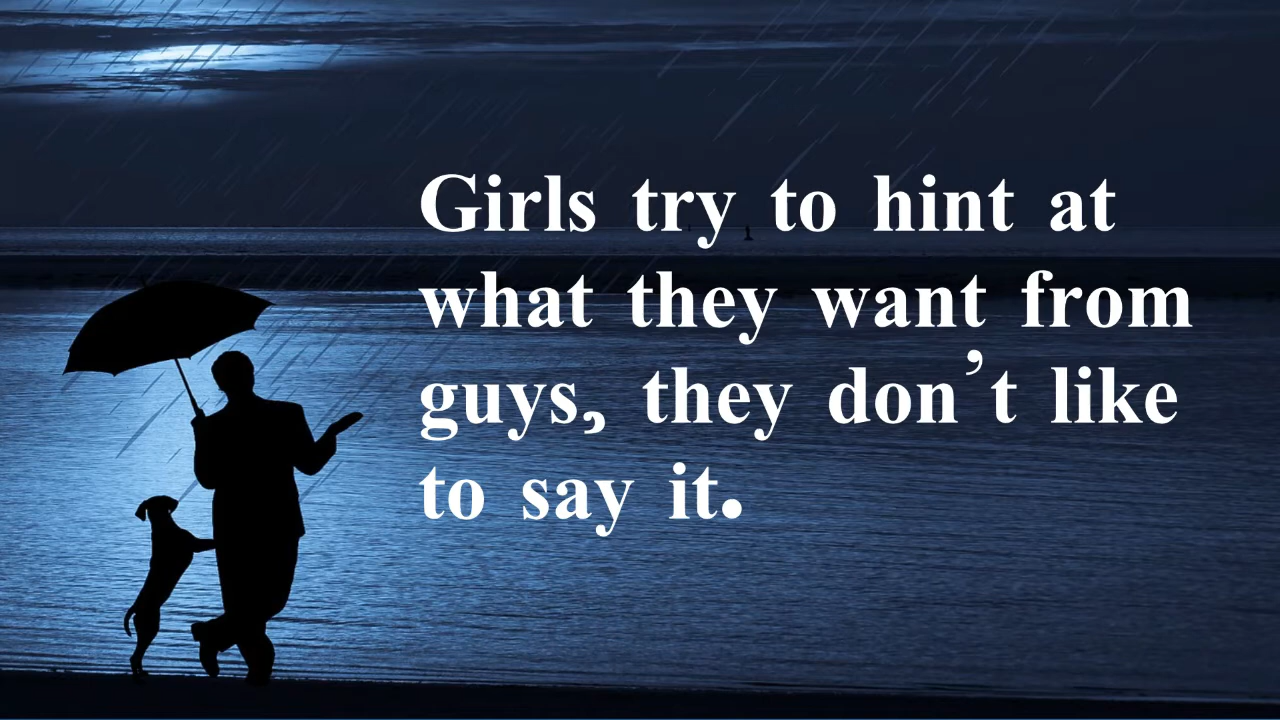 Girls try to hint at
what they want from
guys, they don’t like
to say it.